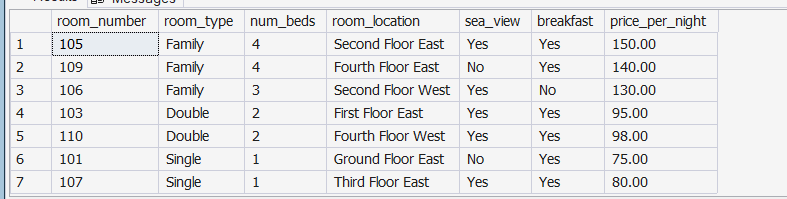 Messages
room_number room_type num_beds room_location sea_view breakfast price_per_night
1 105 Family 4 Second Floor East Yes Yes 150.00
2 109 Family 4 Fourth Floor East No Yes 140.00
3 106 Family 3 Second Floor West Yes No 130.00
4 103 Double 2 First Floor East Yes Yes 95.00
5 110 Double 2 Fourth Floor West Yes Yes 98.00
6 101 Single 1 Ground Floor East No Yes 75.00
7 107 Single 1 Third Floor East Yes Yes 80.00